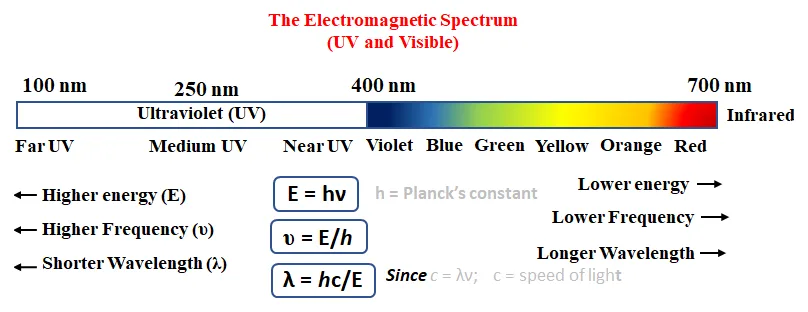 The Electromagnetic Spectrum
(UV and Visible)
100 nm 250 nm 400 nm 700 nm
Ultraviolet (UV) Infrared
Far UV Medium UV Near UV Violet Blue Green Yellow Orange Red
← Higher energy (E) E = hν h = Planck's constant Lower energy →
← Higher Frequency (υ) υ = E/h Lower Frequency →
← Shorter Wavelength (λ) λ = hc/E Since c = λν; c = speed of light Longer Wavelength →